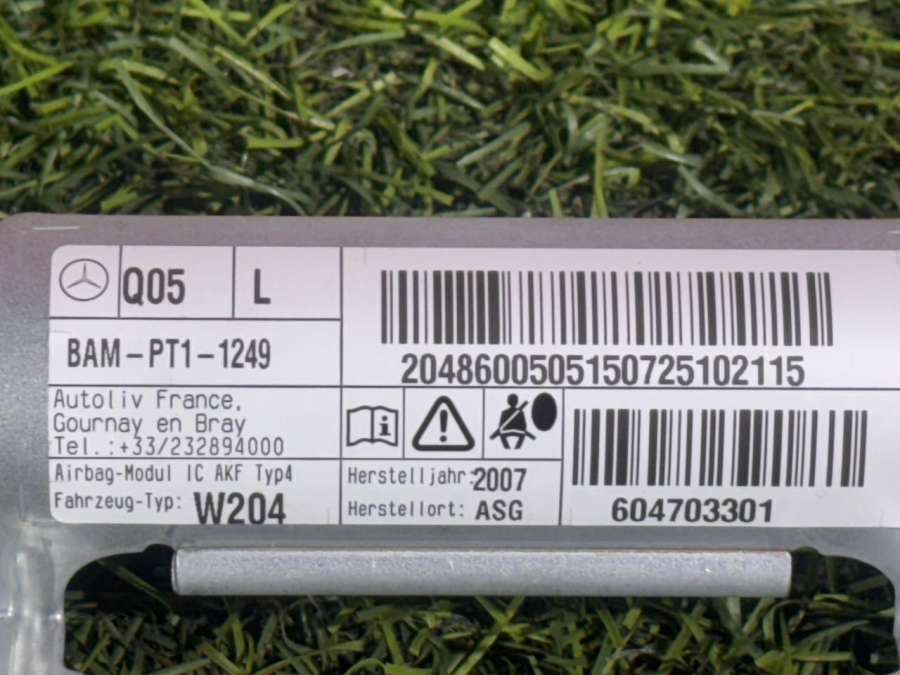 Q05
L
BAM-PT1-1249
2048600505150725102115
Autoliv France,
Gournay en Bray
Tel.:+33/232894000
Airbag-Modul IC AKF Typ4
Fahrzeug-Typ: W204
Herstelljahr:2007
Herstellort: ASG
604703301